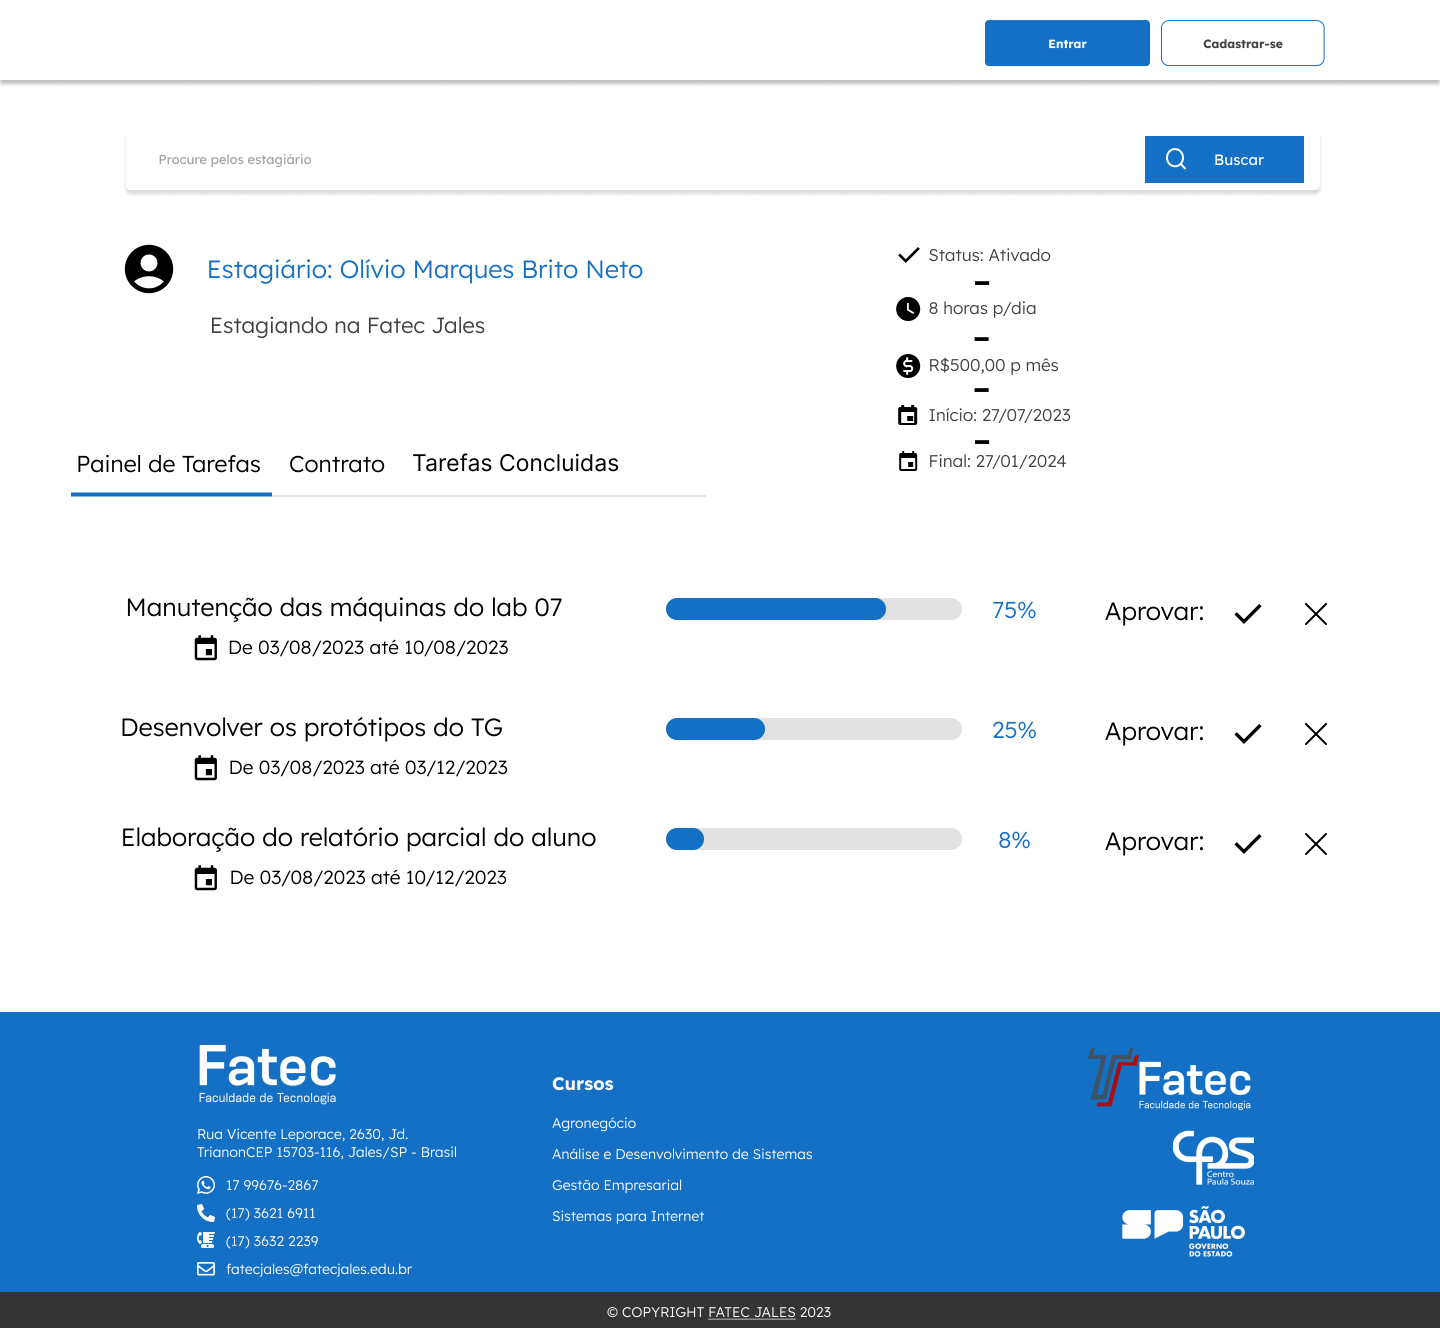 Entrar
Cadastrar-se
Procure pelos estagiário
Buscar
Estagiário: Olívio Marques Brito Neto
Estagiando na Fatec Jales
Status: Ativado
8 horas p/dia
R$500,00 p mês
Início: 27/07/2023
Final: 27/01/2024
Painel de Tarefas
Contrato
Tarefas Concluidas
Manutenção das máquinas do lab 07
De 03/08/2023 até 10/08/2023
75%
Aprovar:
Desenvolver os protótipos do TG
De 03/08/2023 até 03/12/2023
25%
Aprovar:
Elaboração do relatório parcial do aluno
De 03/08/2023 até 10/12/2023
8%
Aprovar:
Fatec
Faculdade de Tecnologia
Rua Vicente Leporace, 2630, Jd.
TrianonCEP 15703-116, Jales/SP - Brasil
17 99676-2867
(17) 3621 6911
(17) 3632 2239
fatecjales@fatecjales.edu.br
Cursos
Agronegócio
Análise e Desenvolvimento de Sistemas
Gestão Empresarial
Sistemas para Internet
Fatec
Faculdade de Tecnologia
cps
Centro
Paula Souza
SP
SÃO
PAULO
GOVERNO
DO ESTADO
© COPYRIGHT FATEC JALES 2023